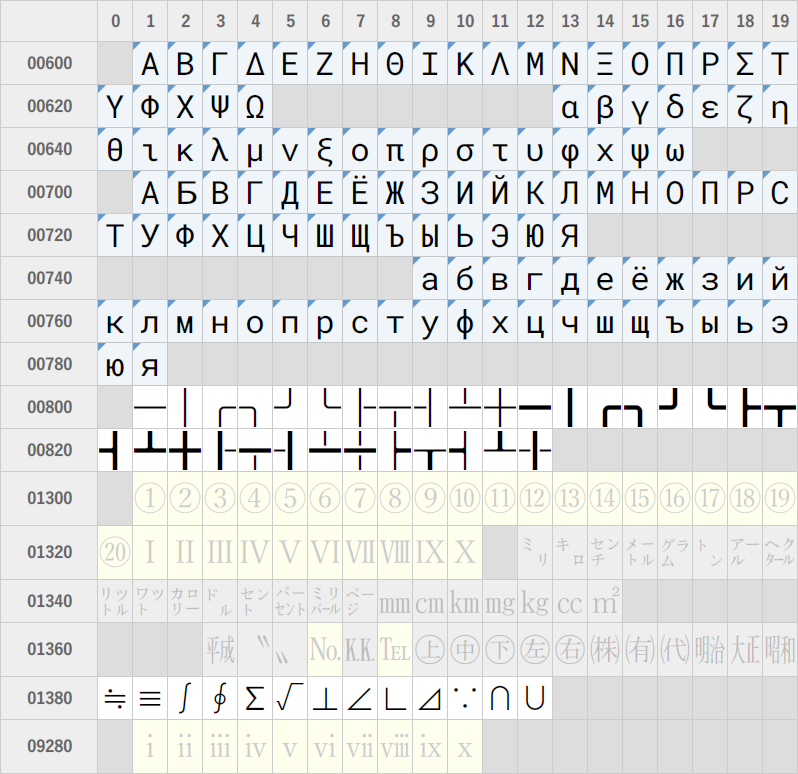 0 1 2 3 4 5 6 7 8 9 10 11 12 13 14 15 16 17 18 19
00600 Α Β Γ Δ Ε Ζ Η Θ Ι Κ Λ Μ Ν Ξ Ο Π Ρ Σ Τ
00620 Υ Φ Χ Ψ Ω α β γ δ ε ζ η
00640 θ ι κ λ μ ν ξ ο π ρ σ τ υ φ χ ψ ω
00700 А Б В Г Д Е Ё Ж З И Й К Л М Н О П Р С
00720 Т У Ф Х Ц Ч Ш Щ Ъ Ы Ь Э Ю Я
00740 а б в г д е ё ж з и й
00760 к л м н о п р с т у ф х ц ч ш щ ъ ы ь э
00780 ю я
00800 ─ │ ┌ ┐ ┘ └ ├ ┬ ┤ ┴ ┼ ━ ┃ ┏ ┓ ┛ ┗ ┣ ┳
00820 ┫ ┻ ╋ ┠ ┯ ┨ ┷ ┿ ┝ ┰ ┥ ┸ ╂
01300 ① ② ③ ④ ⑤ ⑥ ⑦ ⑧ ⑨ ⑩ ⑪ ⑫ ⑬ ⑭ ⑮ ⑯ ⑰ ⑱ ⑲
01320 ⑳ Ⅰ Ⅱ Ⅲ Ⅳ Ⅴ Ⅵ Ⅶ Ⅷ Ⅸ Ⅹ ㍉ ㌔ ㌢ ㍍ ㌘ ㌧ ㌃ ㌶
01340 ㍑ ㍗ ㌍ ㌦ ㌣ ㌫ ㍊ ㌻ ㎜ ㎝ ㎞ ㎎ ㎏ ㏄ ㎡
01360 ㍻ 〝 〟 № ㏍ ℡ ㊤ ㊥ ㊦ ㊧ ㊨ ㈱ ㈲ ㈹ ㍾ ㍽ ㍼
01380 ≒ ≡ ∫ ∮ ∑ √ ⊥ ∠ ∟ ⊿ ∵ ∩ ∪
09280 ⅰ ⅱ ⅲ ⅳ ⅴ ⅵ ⅶ ⅷ ⅸ ⅹ